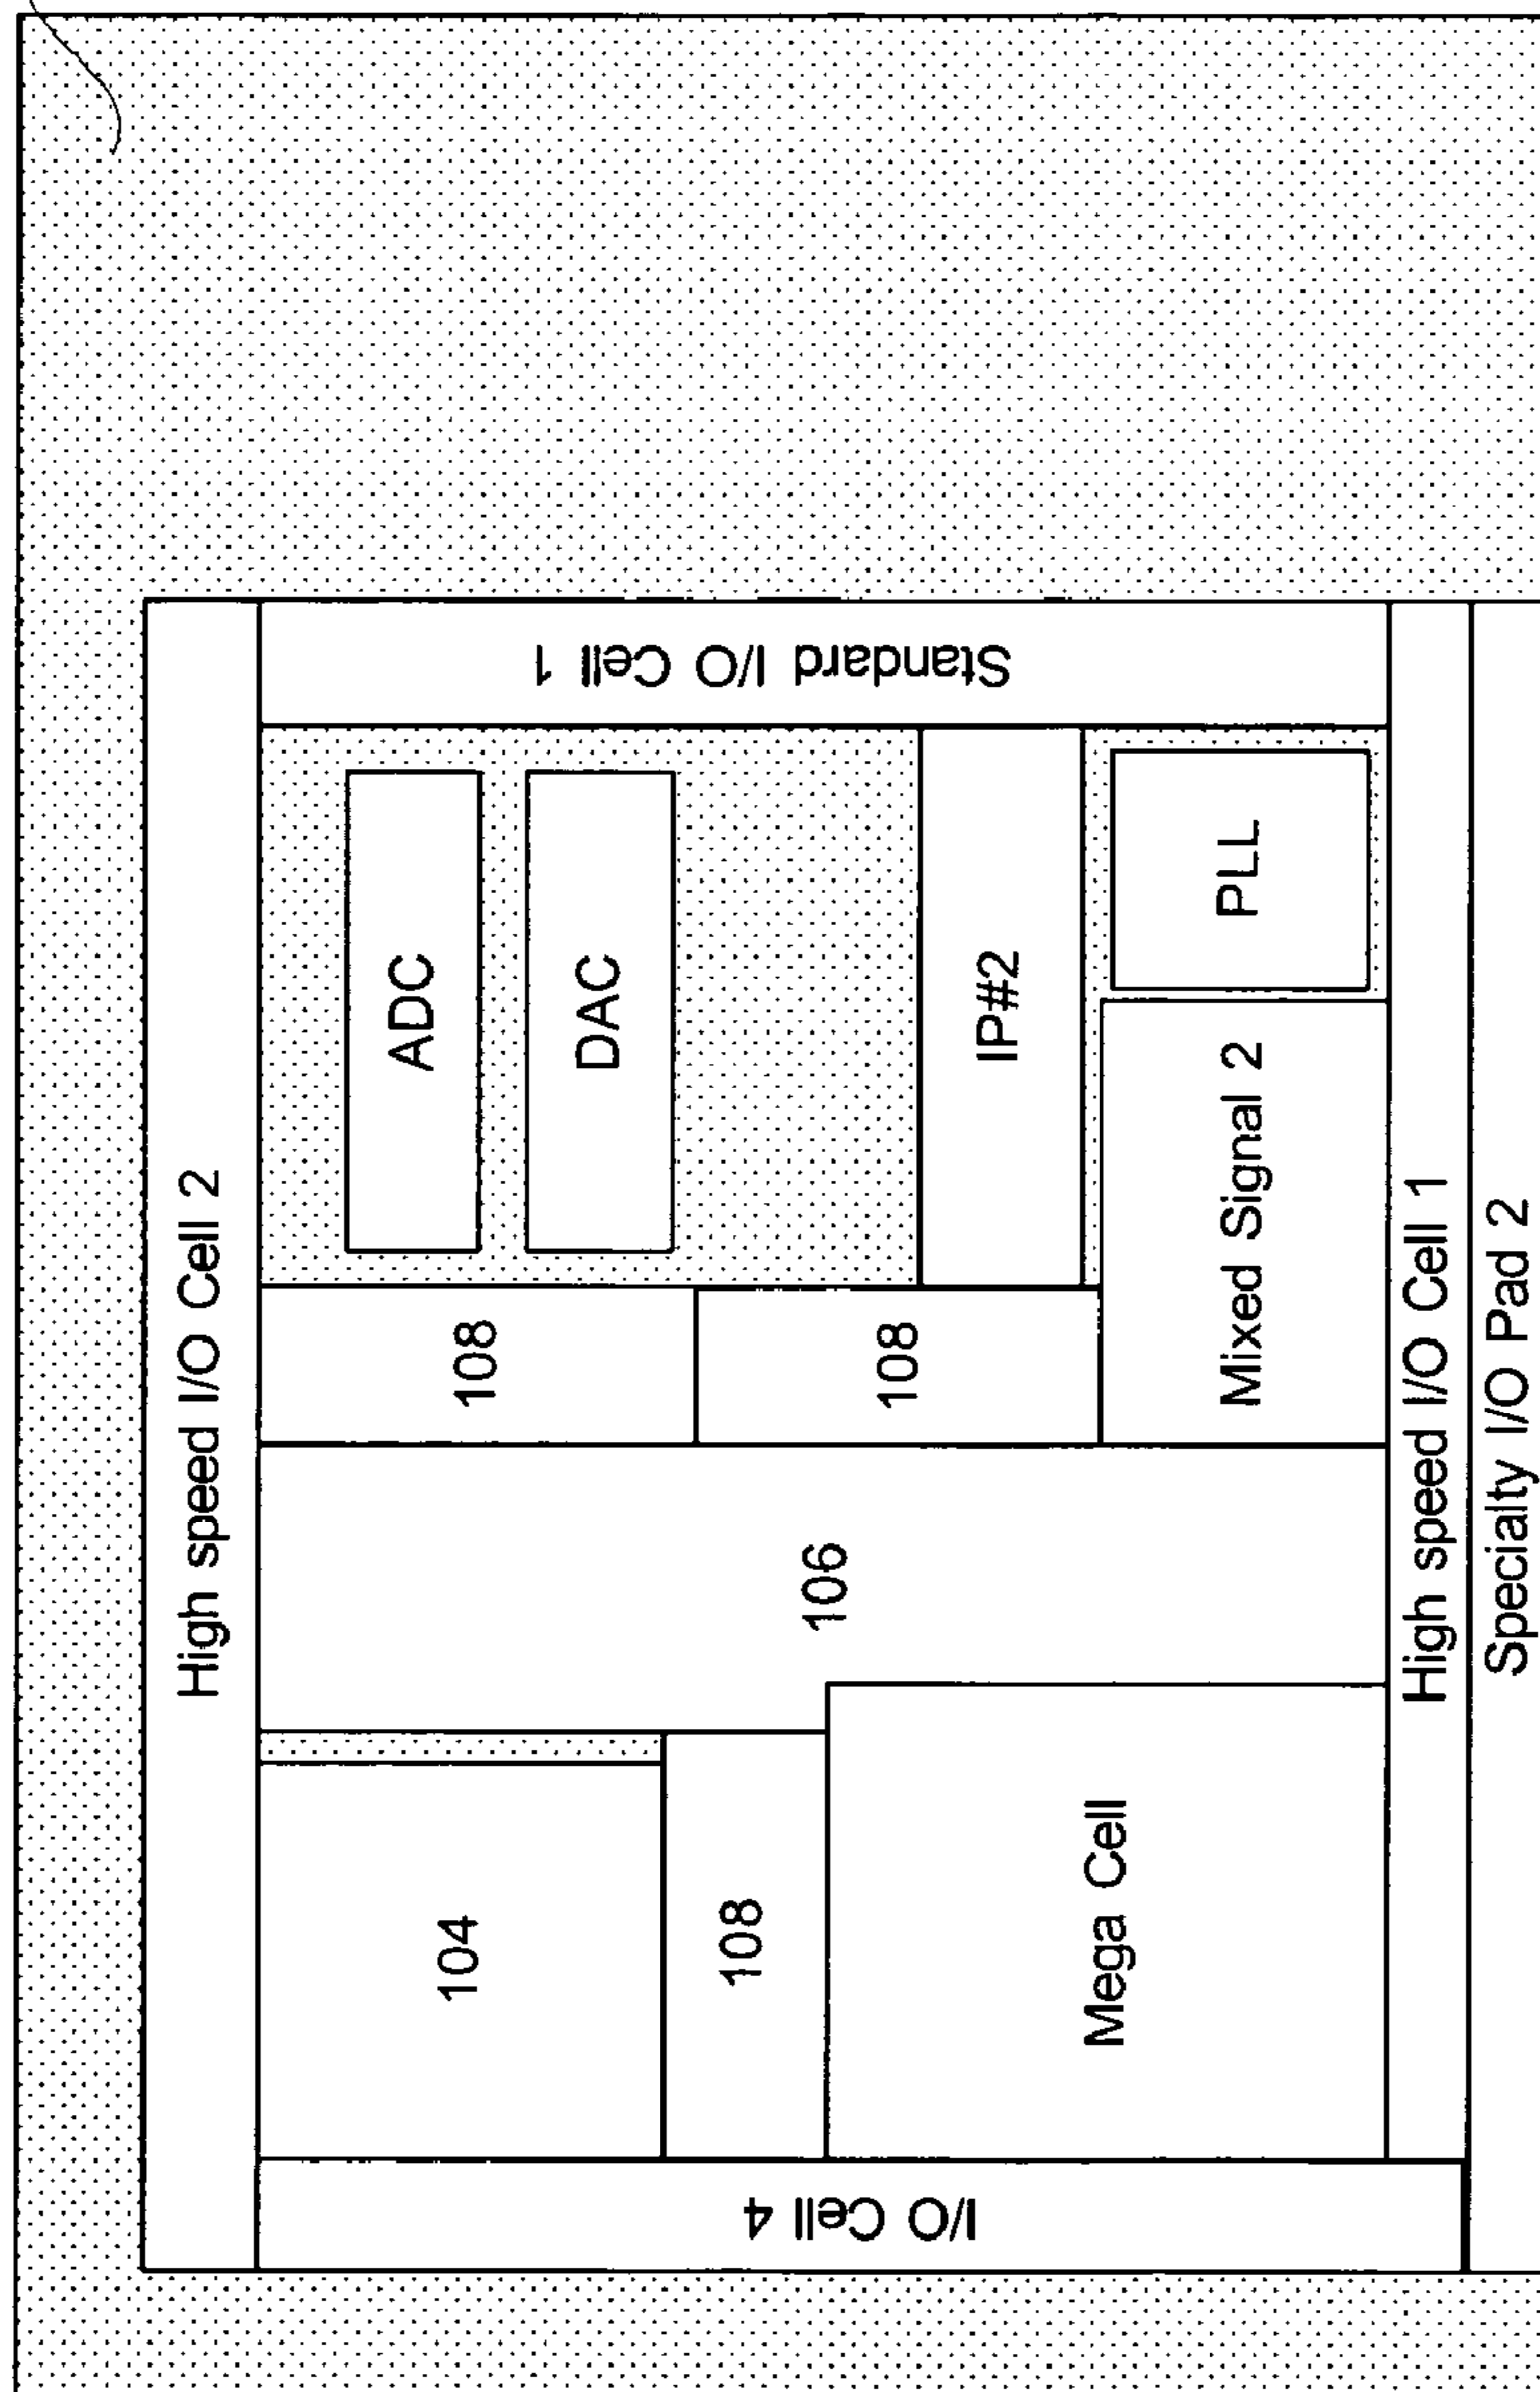 High speed I/O Cell 2
104
108
ADC
DAC
Standard I/O Cell 1
I/O Cell 4
108
106
108
IP#2
Mega Cell
Mixed Signal 2
PLL
High speed I/O Cell 1
Specialty I/O Pad 2